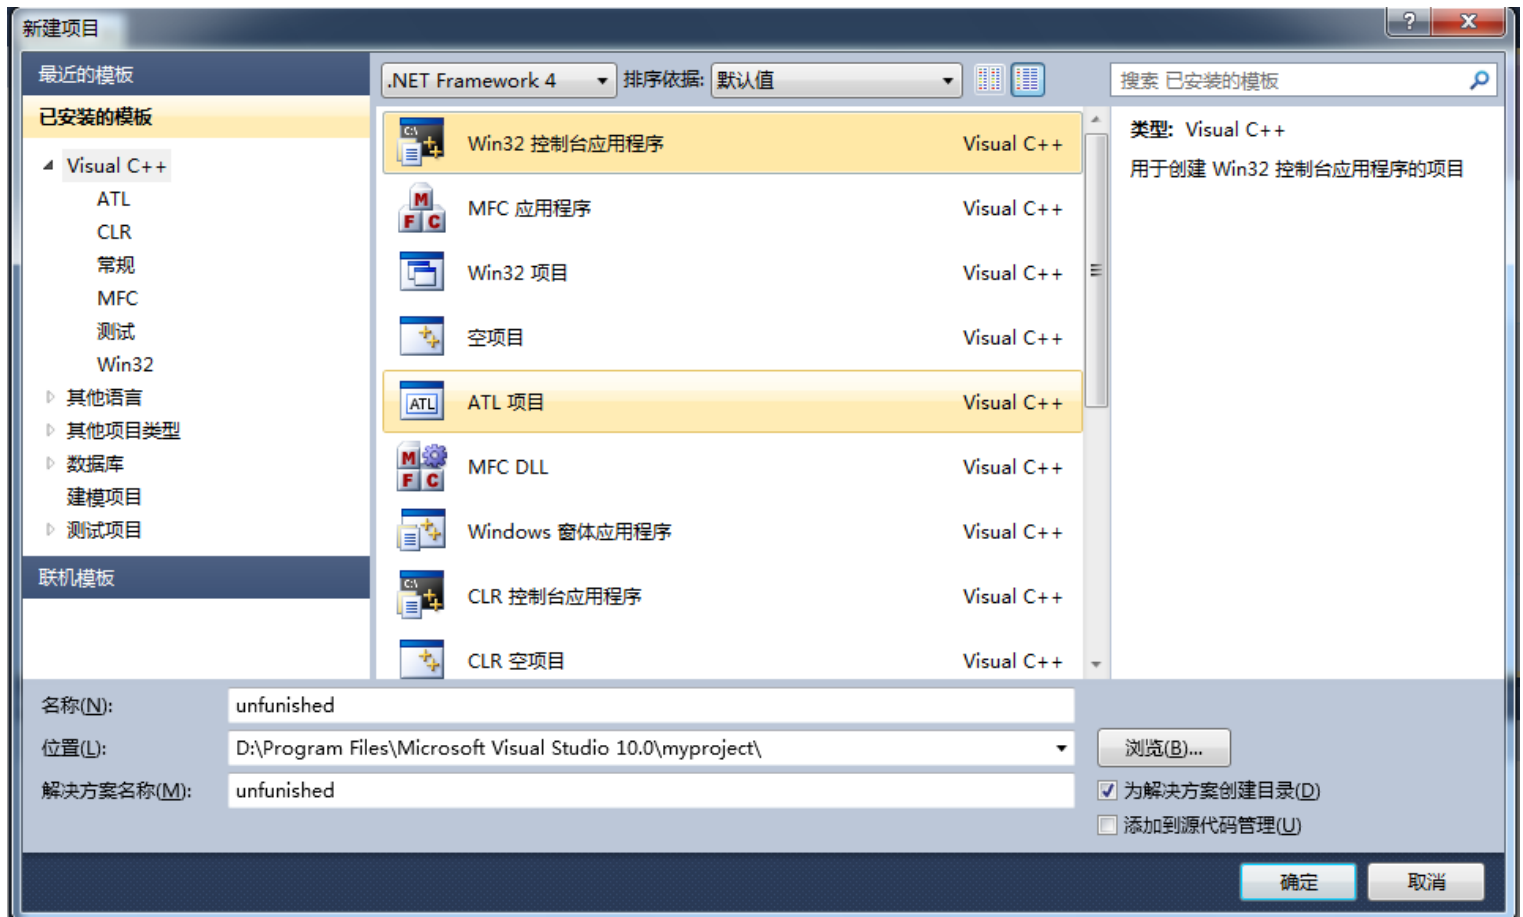 新建项目
?
最近的模板
已安装的模板
Visual C++
ATL
CLR
常规
MFC
测试
Win32
其他语言
其他项目类型
数据库
建模项目
测试项目
联机模板
.NET Framework 4 排序依据: 默认值
Win32 控制台应用程序 Visual C++
MFC 应用程序 Visual C++
Win32 项目 Visual C++
空项目 Visual C++
ATL ATL 项目 Visual C++
MFC DLL Visual C++
Windows 窗体应用程序 Visual C++
CLR 控制台应用程序 Visual C++
CLR 空项目 Visual C++
搜索 已安装的模板
类型: Visual C++
用于创建 Win32 控制台应用程序的项目
名称(N): unfunished
位置(L): D:\Program Files\Microsoft Visual Studio 10.0\myproject\ 浏览(B)...
解决方案名称(M): unfunished
为解决方案创建目录(D)
添加到源代码管理(U)
确定 取消